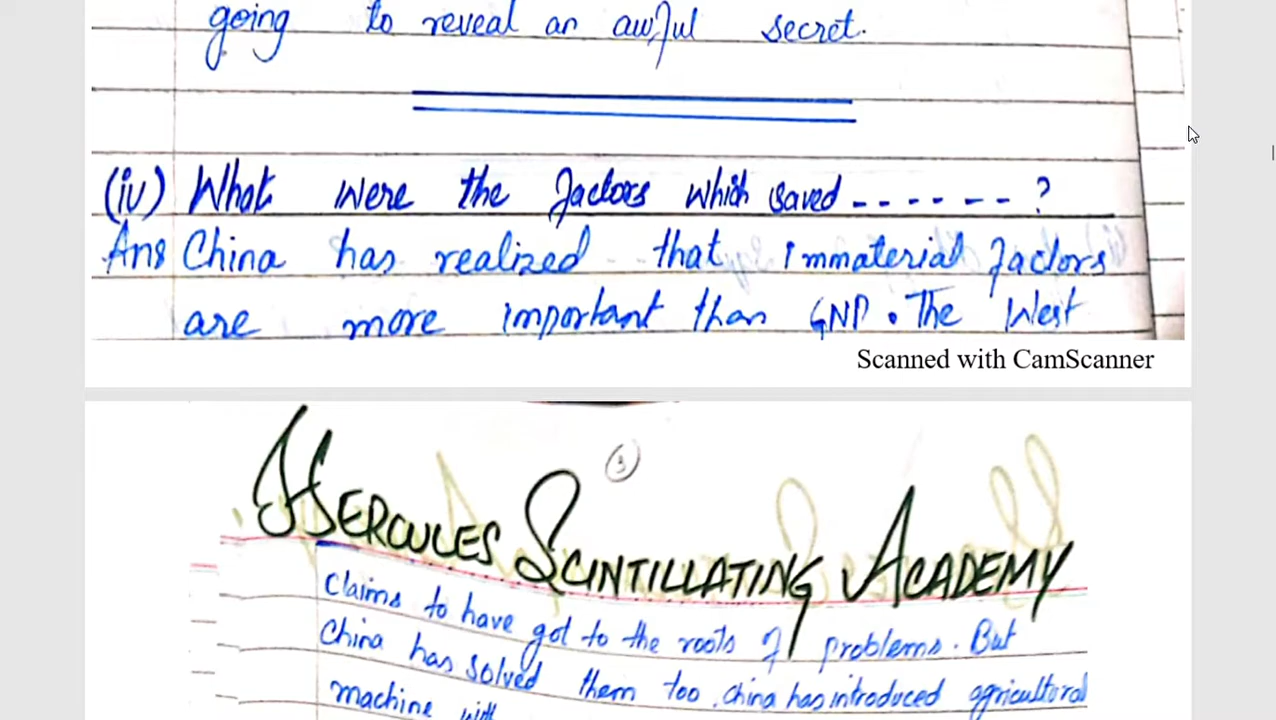 going to reveal an awful secret.
(iv) What were the factors which saved ------?
Ans China has realized that immaterial factors
are more important than GNP. The West
Scanned with CamScanner
3
HERCULES SCINTILLATING ACADEMY
Claims to have got to the roots of problems. But
China has solved them too. China has introduced agricultural
machine with